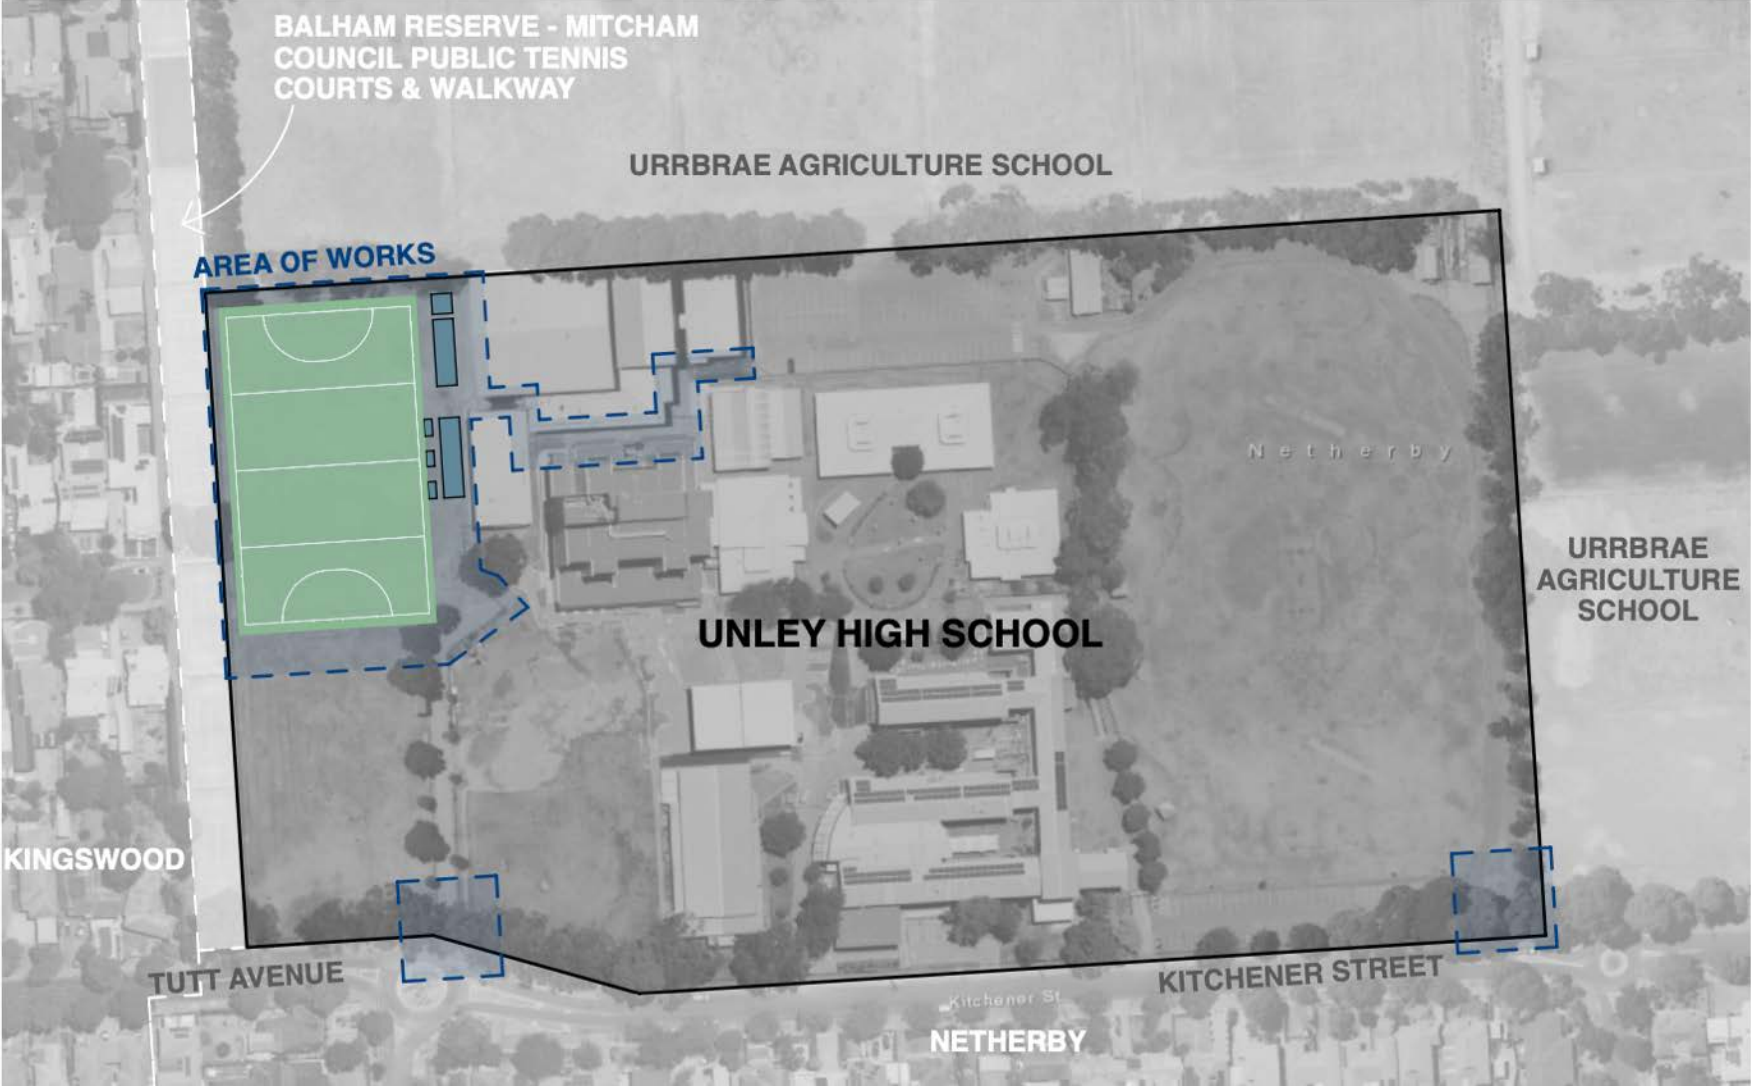 BALHAM RESERVE - MITCHAM
COUNCIL PUBLIC TENNIS
COURTS & WALKWAY
URRBRAE AGRICULTURE SCHOOL
AREA OF WORKS
Netherby
URRBRAE
AGRICULTURE
SCHOOL
UNLEY HIGH SCHOOL
KINGSWOOD
TUTT AVENUE
KITCHENER STREET
Kitchener St
NETHERBY